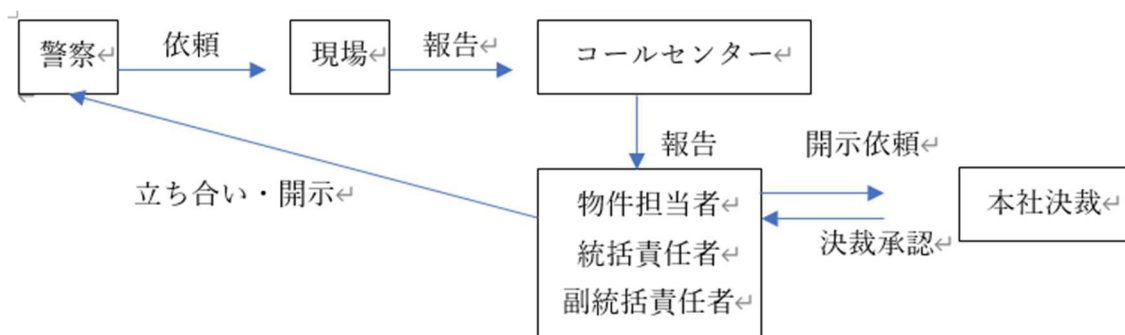 警察
依頼
現場
報告
コールセンター
報告
開示依頼
立ち合い・開示
物件担当者
統括責任者
副統括責任者
本社決裁
決裁承認